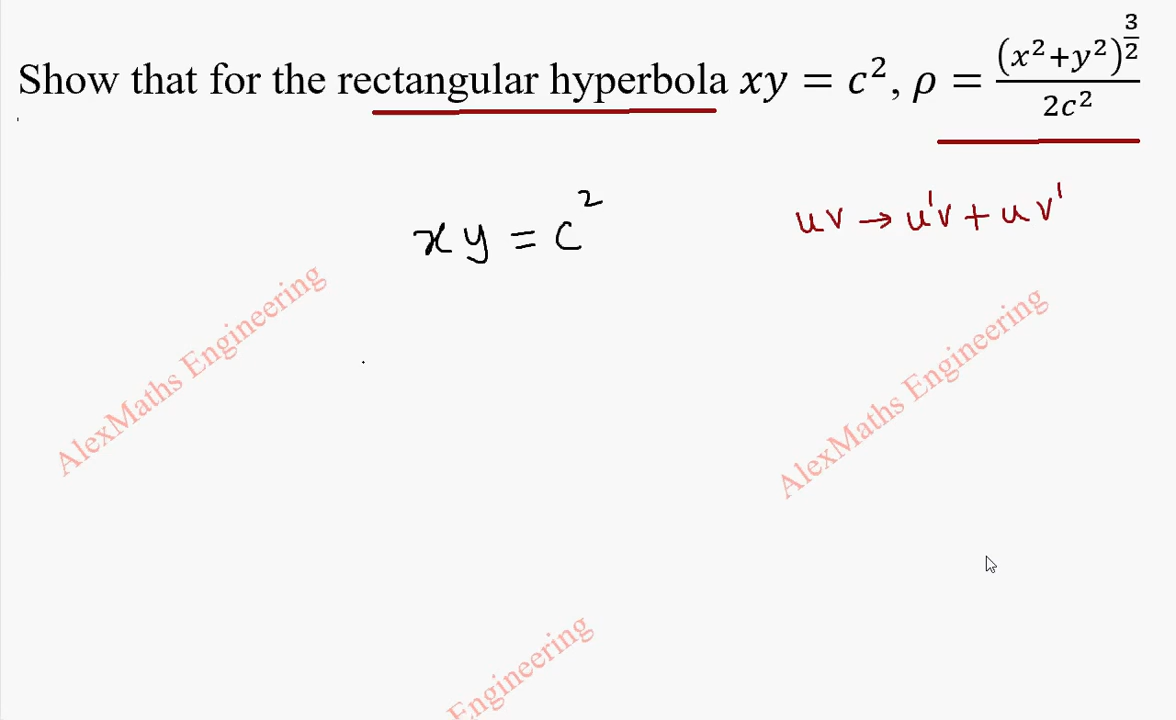 Show that for the rectangular hyperbola xy = c², ρ = (x²+y²)^(3/2) / 2c²
xy = c²
uv → u'v + uv'
AlexMaths Engineering
AlexMaths Engineering
Engineering